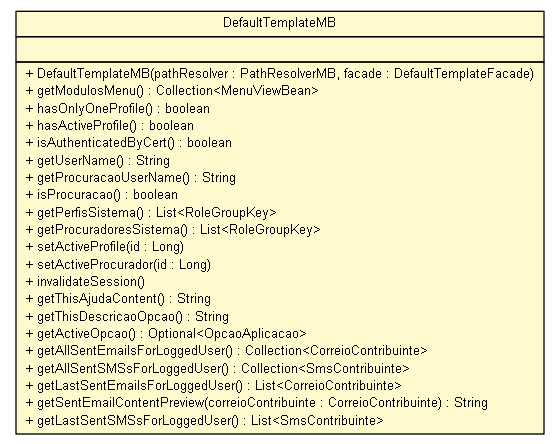 DefaultTemplateMB
+ DefaultTemplateMB(pathResolver : PathResolverMB, facade : DefaultTemplateFacade)
+ getModulosMenu() : Collection<MenuViewBean>
+ hasOnlyOneProfile() : boolean
+ hasActiveProfile() : boolean
+ isAuthenticatedByCert() : boolean
+ getUserName() : String
+ getProcuracaoUserName() : String
+ isProcuracao() : boolean
+ getPerfisSistema() : List<RoleGroupKey>
+ getProcuradoresSistema() : List<RoleGroupKey>
+ setActiveProfile(id : Long)
+ setActiveProcurador(id : Long)
+ invalidateSession()
+ getThisAjudaContent() : String
+ getThisDescricaoOpcao() : String
+ getActiveOpcao() : Optional<OpcaoAplicacao>
+ getAllSentEmailsForLoggedUser() : Collection<CorreioContribuinte>
+ getAllSentSMSsForLoggedUser() : Collection<SmsContribuinte>
+ getLastSentEmailsForLoggedUser() : List<CorreioContribuinte>
+ getSentEmailContentPreview(correioContribuinte : CorreioContribuinte) : String
+ getLastSentSMSsForLoggedUser() : List<SmsContribuinte>